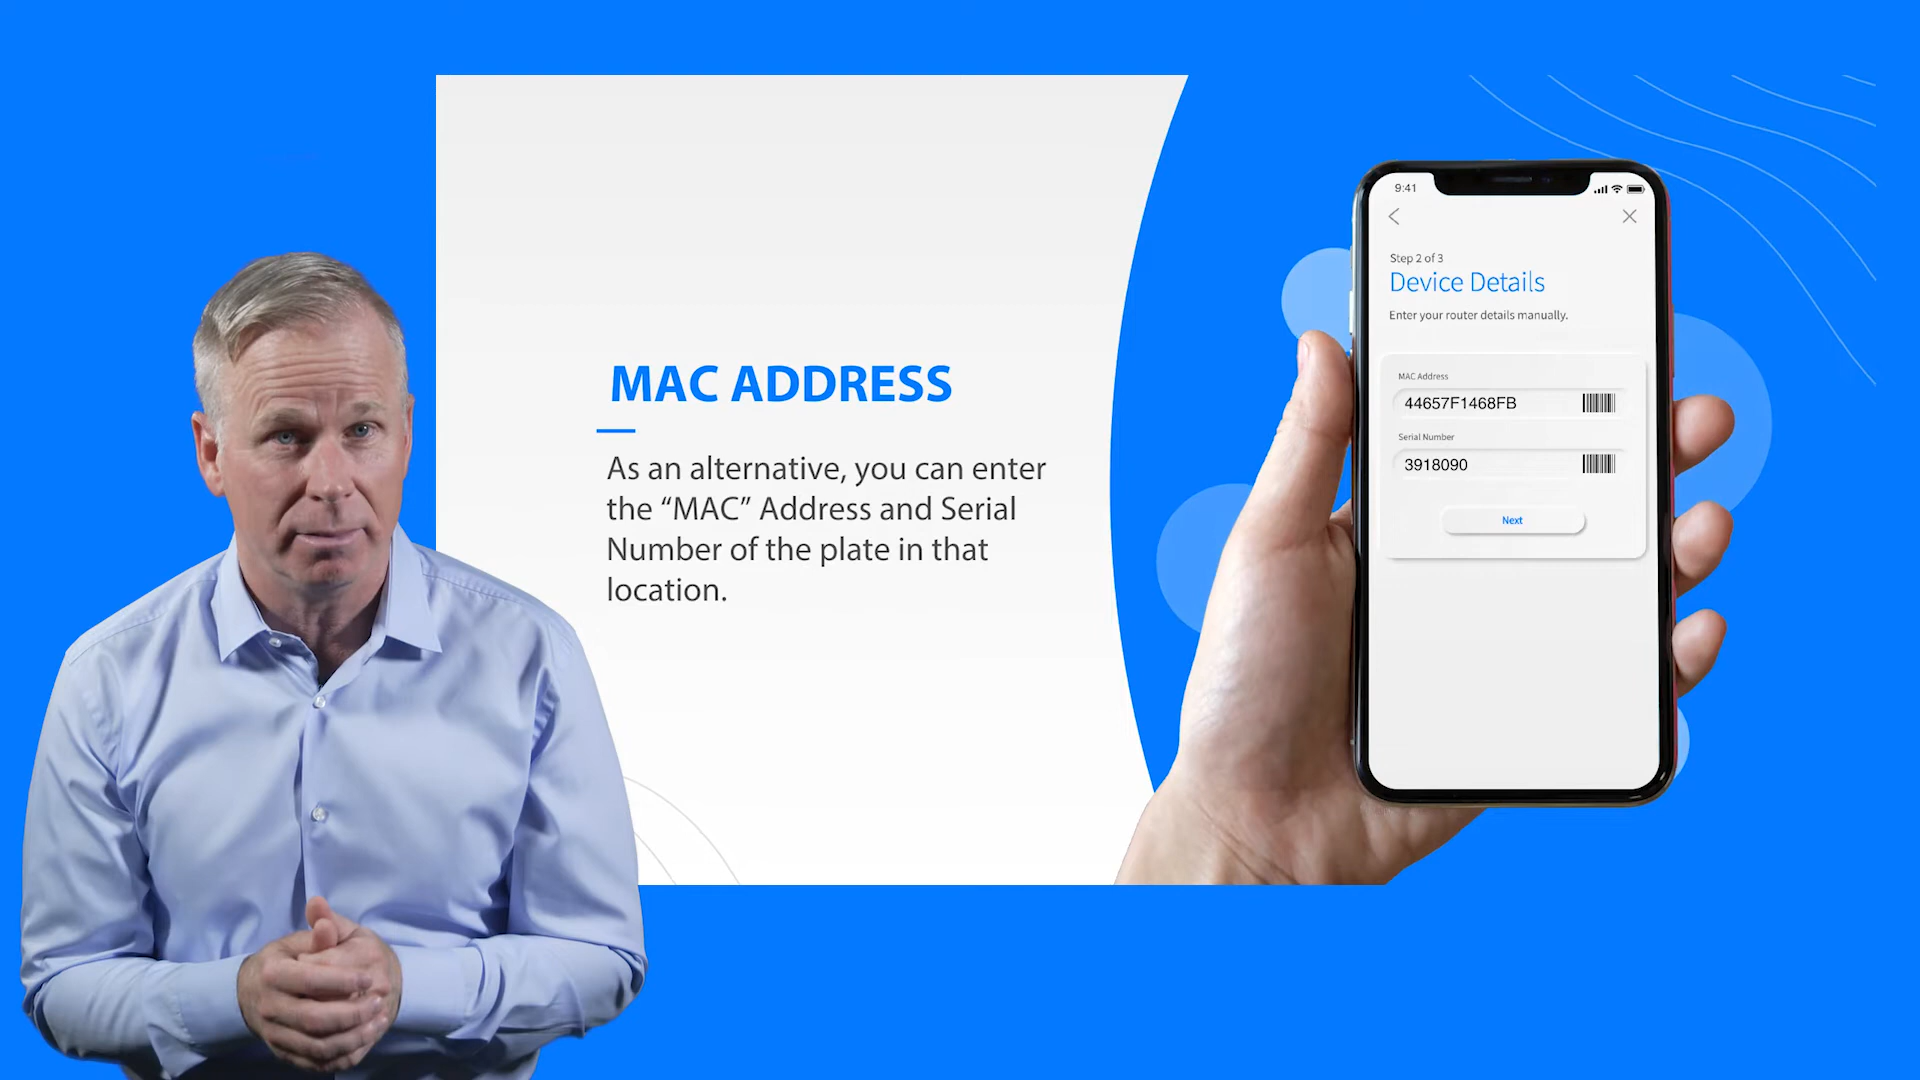 MAC ADDRESS
As an alternative, you can enter
the “MAC” Address and Serial
Number of the plate in that
location.
9:41
Step 2 of 3
Device Details
Enter your router details manually.
MAC Address
44657F1468FB
Serial Number
3918090
Next